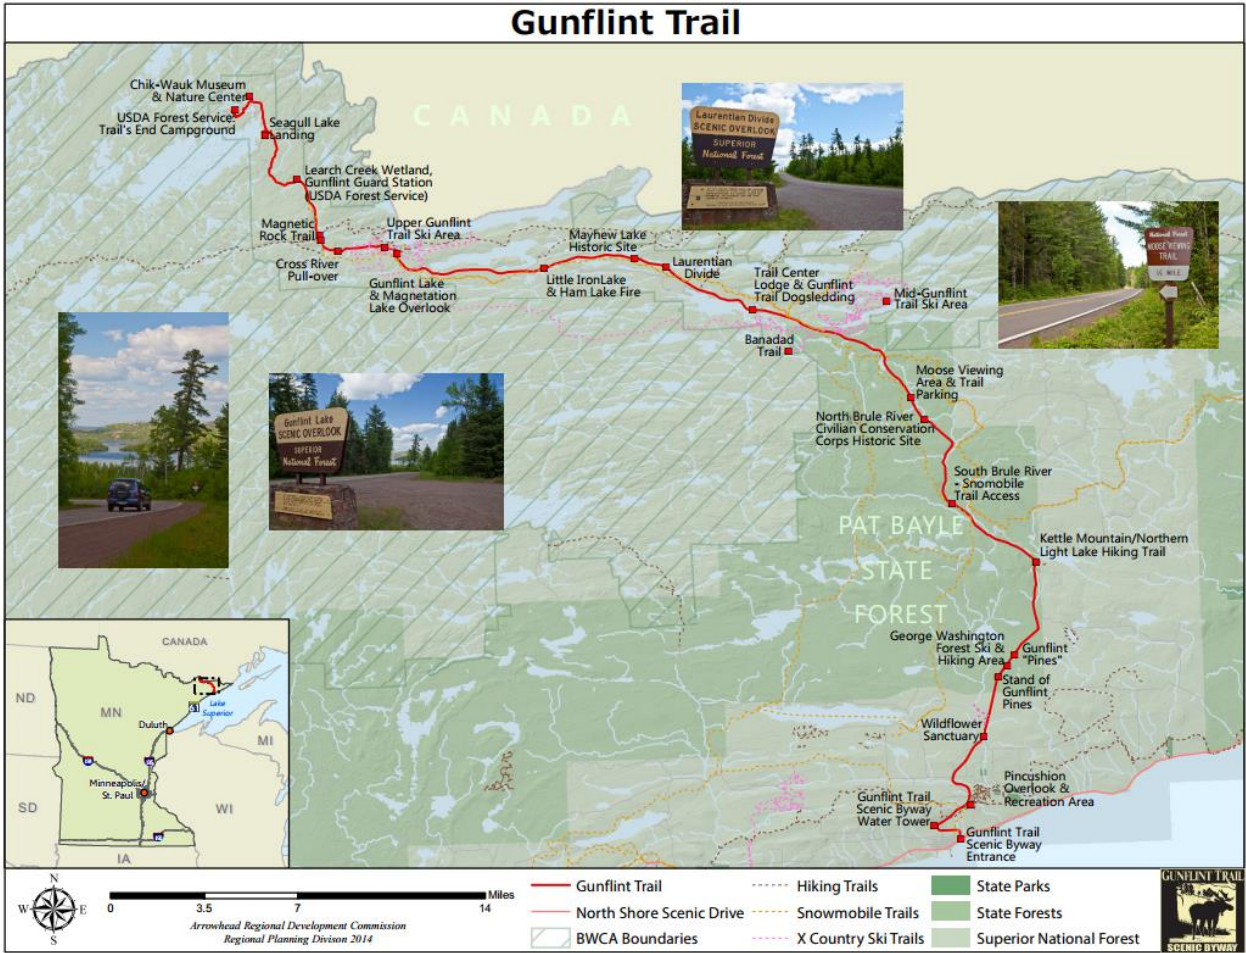 Gunflint Trail
CANADA
Chik-Wauk Museum
& Nature Center
USDA Forest Service:
Trail's End Campground
Seagull Lake
Landing
Learch Creek Wetland,
Gunflint Guard Station
(USDA Forest Service)
Magnetic
Rock Trail
Cross River
Pull-over
Upper Gunflint
Trail Ski Area
Gunflint Lake
& Magnetation
Lake Overlook
Mayhew Lake
Historic Site
Little IronLake
& Ham Lake Fire
Laurentian
Divide
Trail Center
Lodge & Gunflint
Trail Dogsledding
Mid-Gunflint
Trail Ski Area
Banadad
Trail
Moose Viewing
Area & Trail
Parking
North Brule River
Civilian Conservation
Corps Historic Site
South Brule River
- Snomobile
Trail Access
Kettle Mountain/Northern
Light Lake Hiking Trail
PAT BAYLE
STATE
FOREST
George Washington
Forest Ski &
Hiking Area
Gunflint
"Pines"
Stand of
Gunflint
Pines
Wildflower
Sanctuary
Pincushion
Overlook &
Recreation Area
Gunflint Trail
Scenic Byway
Water Tower
Gunflint Trail
Scenic Byway
Entrance
Laurentian Divide
SCENIC OVERLOOK
SUPERIOR
National Forest
National Forest
MOOSE VIEWING
TRAIL
MILE
Gunflint Lake
SCENIC OVERLOOK
SUPERIOR
National Forest
CANADA
ND
MN
61
Lake
Superior
Duluth
MI
Minneapolis/
St. Paul
SD
WI
IA
N
W
E
S
0
3.5
7
14
Miles
Arrowhead Regional Development Commission
Regional Planning Divison 2014
Gunflint Trail
North Shore Scenic Drive
BWCA Boundaries
Hiking Trails
Snowmobile Trails
X Country Ski Trails
State Parks
State Forests
Superior National Forest
GUNFLINT TRAIL
SCENIC BYWAY